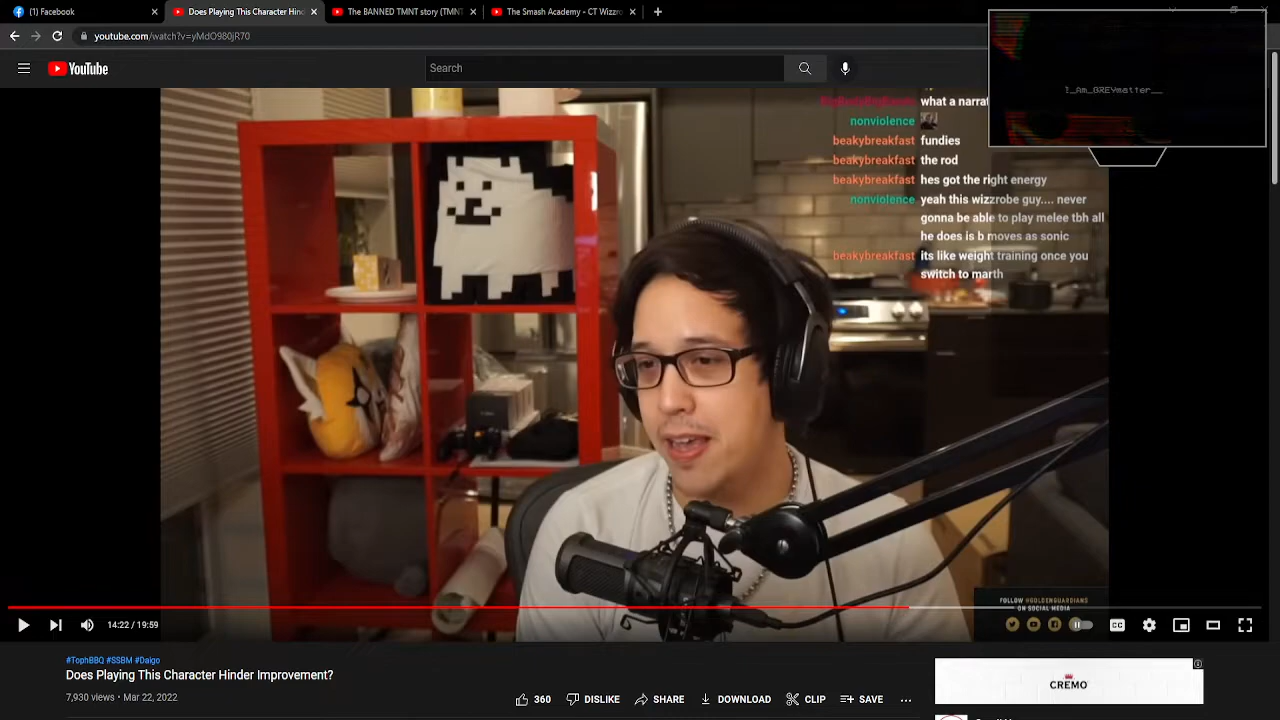 (1) Facebook
Does Playing This Character Hind
The BANNED TMNT story (TMNT
The Smash Academy - CT Wizzro
youtube.com/watch?v=yMdO980jR70
YouTube
Search
!_Am_GREYmatter__
what a narrat
nonviolence
beakybreakfast fundies
beakybreakfast the rod
beakybreakfast hes got the right energy
nonviolence yeah this wizzrobe guy.... never
gonna be able to play melee tbh all
he does is b moves as sonic
beakybreakfast its like weight training once you
switch to marth
FOLLOW #GOLDENGUARDIANS
ON SOCIAL MEDIA
14:22 / 19:59
CC
#TophBBQ #SSBM #Daigo
Does Playing This Character Hinder Improvement?
7,930 views • Mar 22, 2022
360
DISLIKE
SHARE
DOWNLOAD
CLIP
SAVE
CREMO